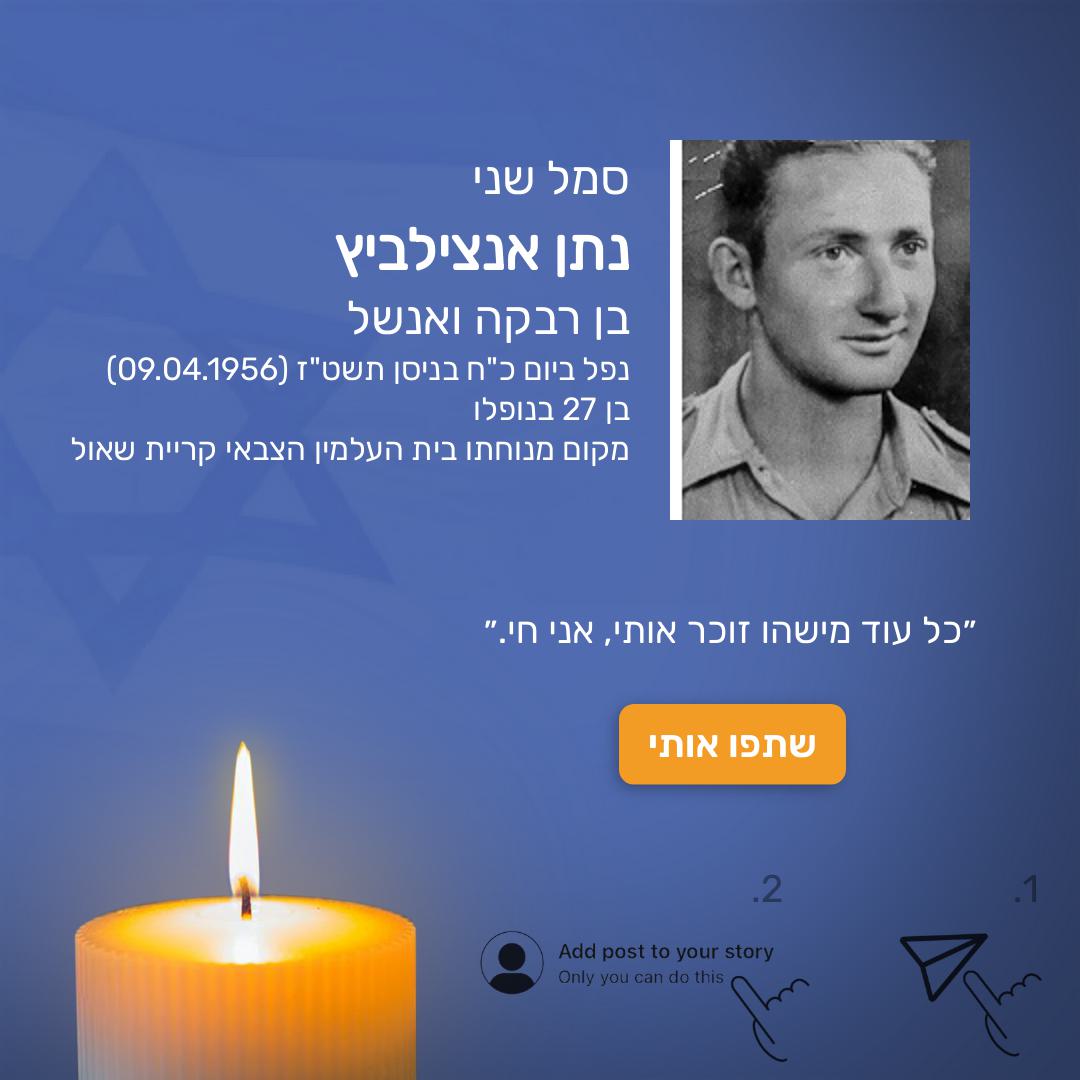 סמל שני
נתן אנצילביץ
בן רבקה ואנשל
נפל ביום כ"ח בניסן תשט"ז (09.04.1956)
בן 27 בנופלו
מקום מנוחתו בית העלמין הצבאי קריית שאול
״כל עוד מישהו זוכר אותי, אני חי.״
שתפו אותי
.1
.2
Add post to your story
Only you can do this